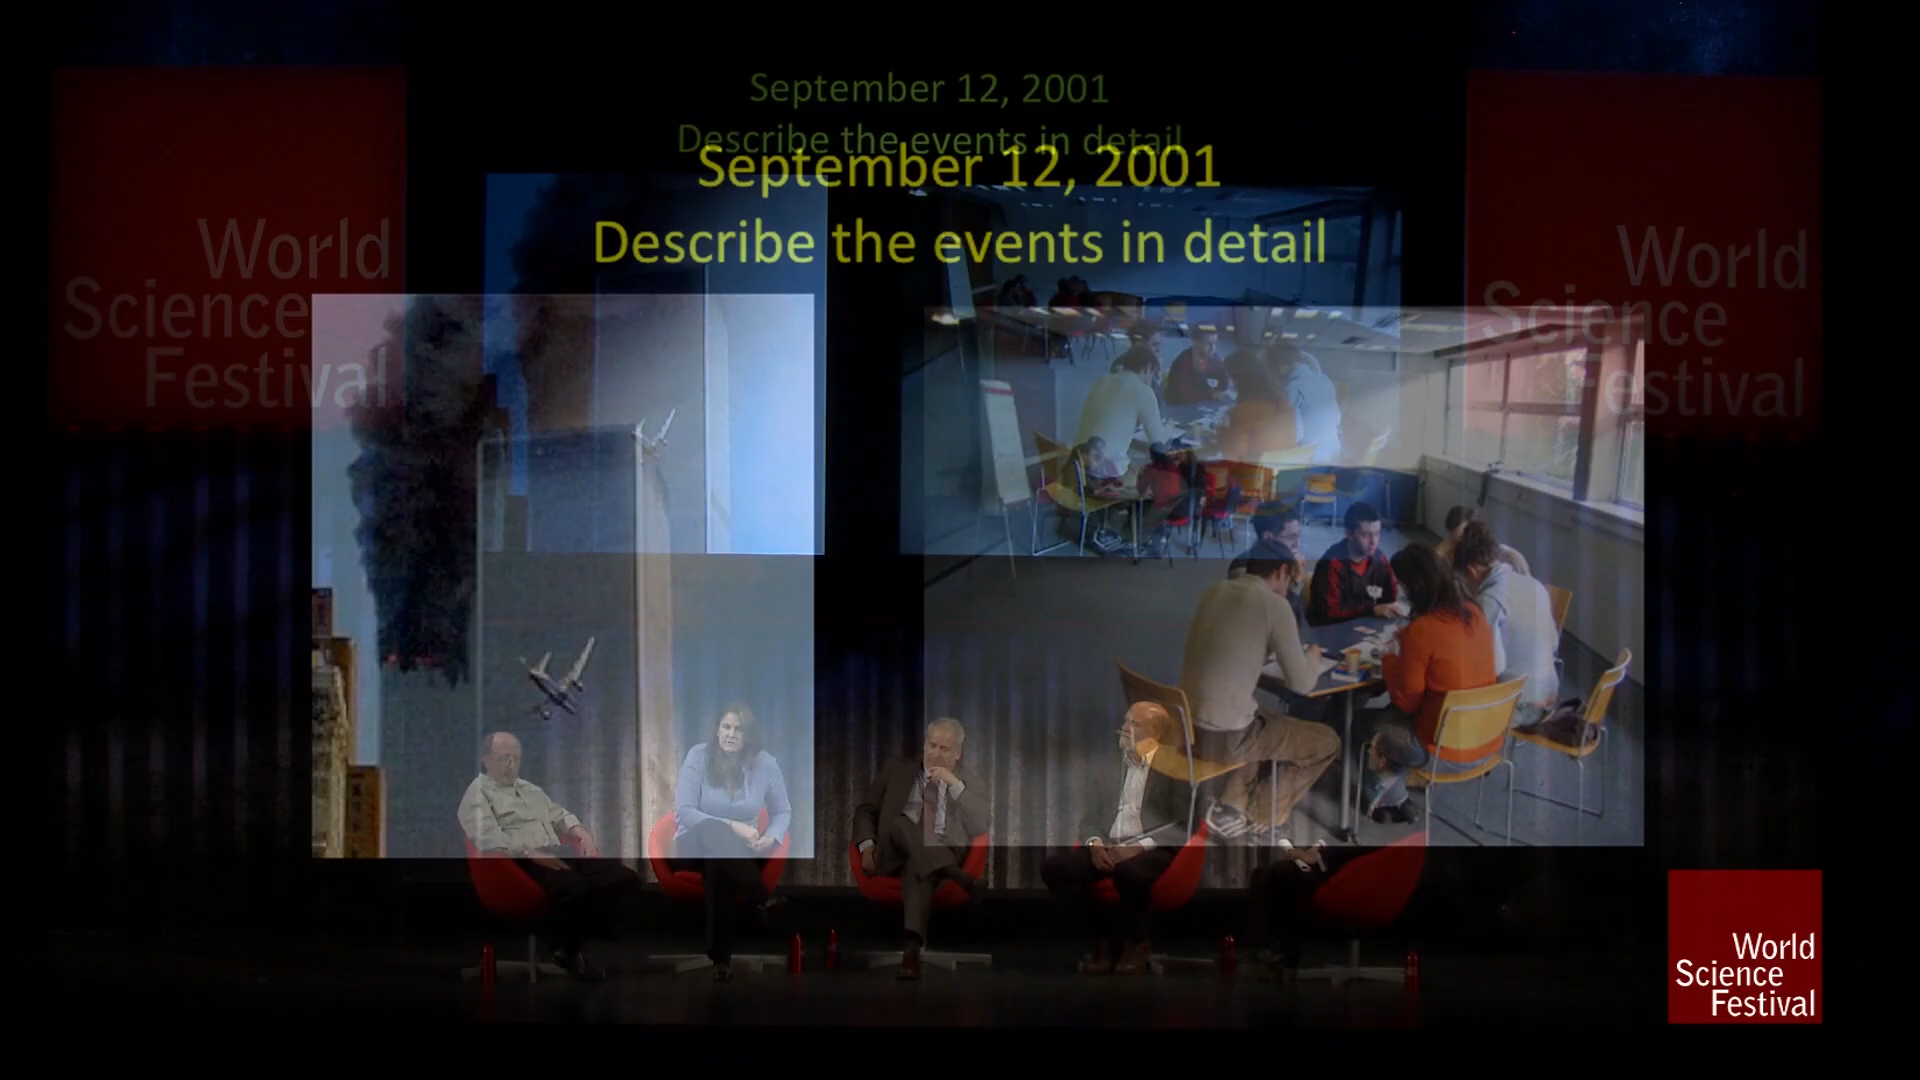 September 12, 2001
Describe the events in detail
September 12, 2001
Describe the events in detail
World
Science
Festival
World
Science
Festival
World
Science
Festival